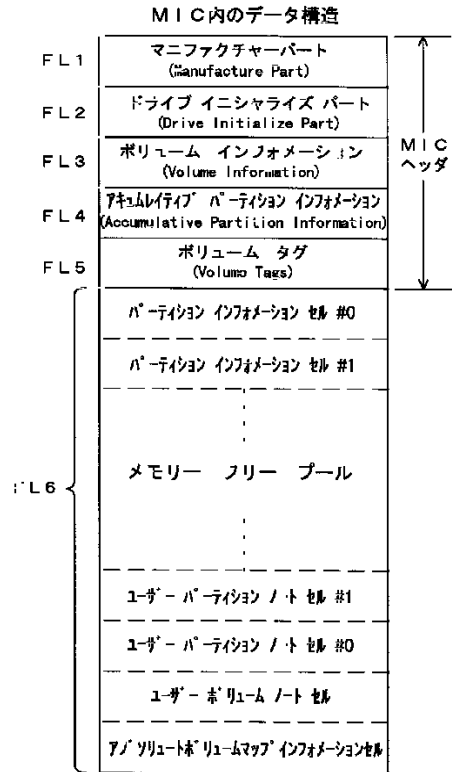 MIC内のデータ構造
FL1
マニファクチャーパート
(Manufacture Part)
FL2
ドライブ イニシャライズ パート
(Drive Initialize Part)
FL3
ボリューム インフォメーション
(Volume Information)
FL4
アキュムレイティブ パーティション インフォメーション
(Accumulative Partition Information)
FL5
ボリューム タグ
(Volume Tags)
MIC
ヘッダ
パーティション インフォメーション セル #0
パーティション インフォメーション セル #1
メモリー フリー プール
FL6
ユーザー パーティション ノート セル #1
ユーザー パーティション ノート セル #0
ユーザー ボリューム ノート セル
アブソリュートボリュームマップインフォメーションセル